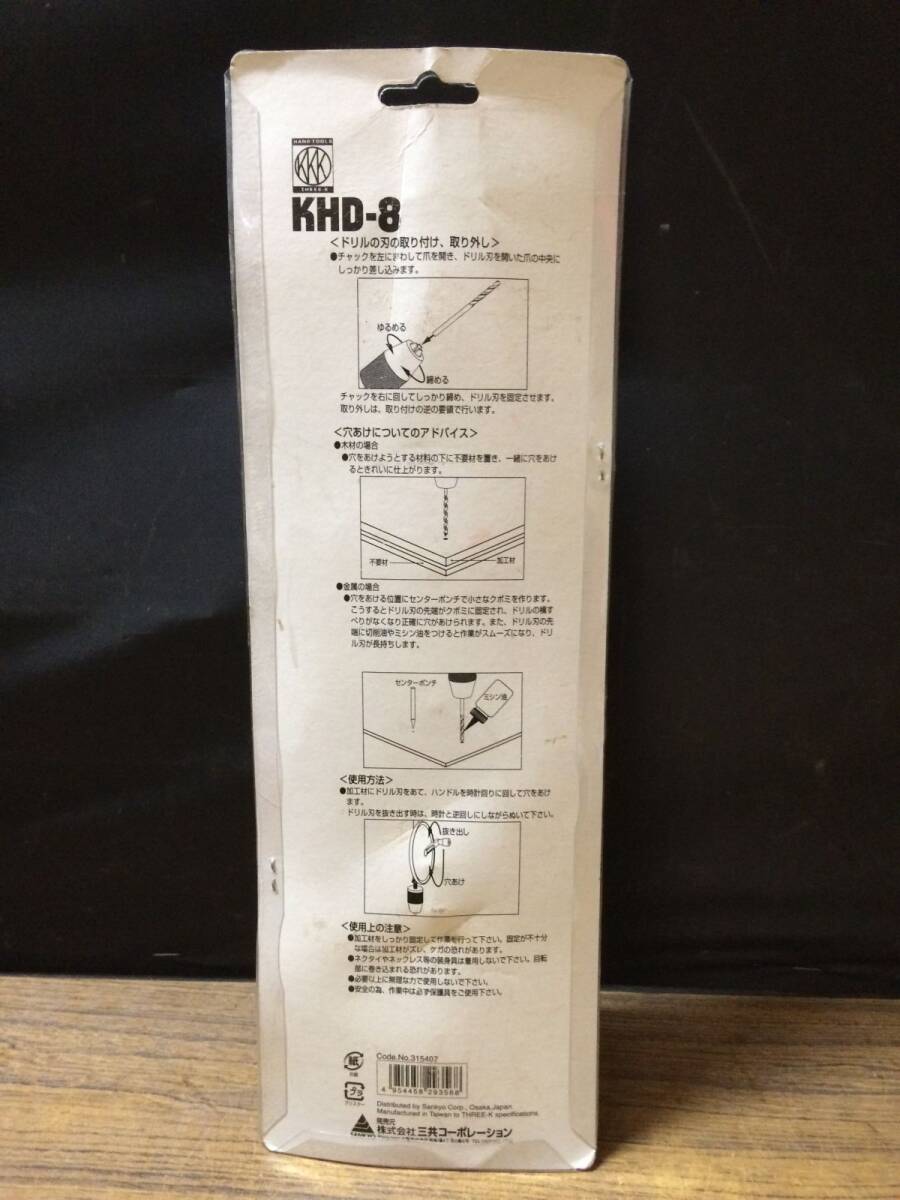 HAND TOOLS
KKK
THREE-K
KHD-8
＜ドリルの刃の取り付け、取り外し＞
●チャックを左にまわして爪を開き、ドリル刃を開いた爪の中央に
しっかり差し込みます。
ゆるめる
締める
チャックを右に回してしっかり締め、ドリル刃を固定させます。
取り外しは、取り付けの逆の要領で行います。
＜穴あけについてのアドバイス＞
●木材の場合
●穴をあけようとする材料の下に不要材を置き、一緒に穴をあけ
るときれいに仕上がります。
不要材
加工材
●金属の場合
●穴をあける位置にセンターポンチで小さなクボミを作ります。
こうするとドリル刃の先端がクボミに固定され、ドリルの横す
べりがなくなり正確に穴があけられます。また、ドリル刃の先
端に切削油やミシン油をつけると作業がスムーズになり、ドリ
ル刃が長持ちします。
センターポンチ
ミシン油
＜使用方法＞
●加工材にドリル刃をあて、ハンドルを時計回りに回して穴をあけ
ます。
ドリル刃を抜き出す時は、時計と逆回しにしながらぬいて下さい。
抜き出し
穴あけ
＜使用上の注意＞
●加工材をしっかり固定して作業を行って下さい。固定が不十分
な場合は加工材がズレ、ケガの恐れがあります。
●ネクタイやネックレス等の装身具は着用しないで下さい。回転
部に巻き込まれる恐れがあります。
●必要以上に無理な力で使用しないで下さい。
●安全の為、作業中は必ず保護具をご使用下さい。
紙
台紙
プラ
ブリスター
Code.No.315407
4 954458 293588
Distributed by Sankyo Corp., Osaka,Japan
Manufactured in Taiwan to THREE-K specifications.
発売元
株式会社三共コーポレーション